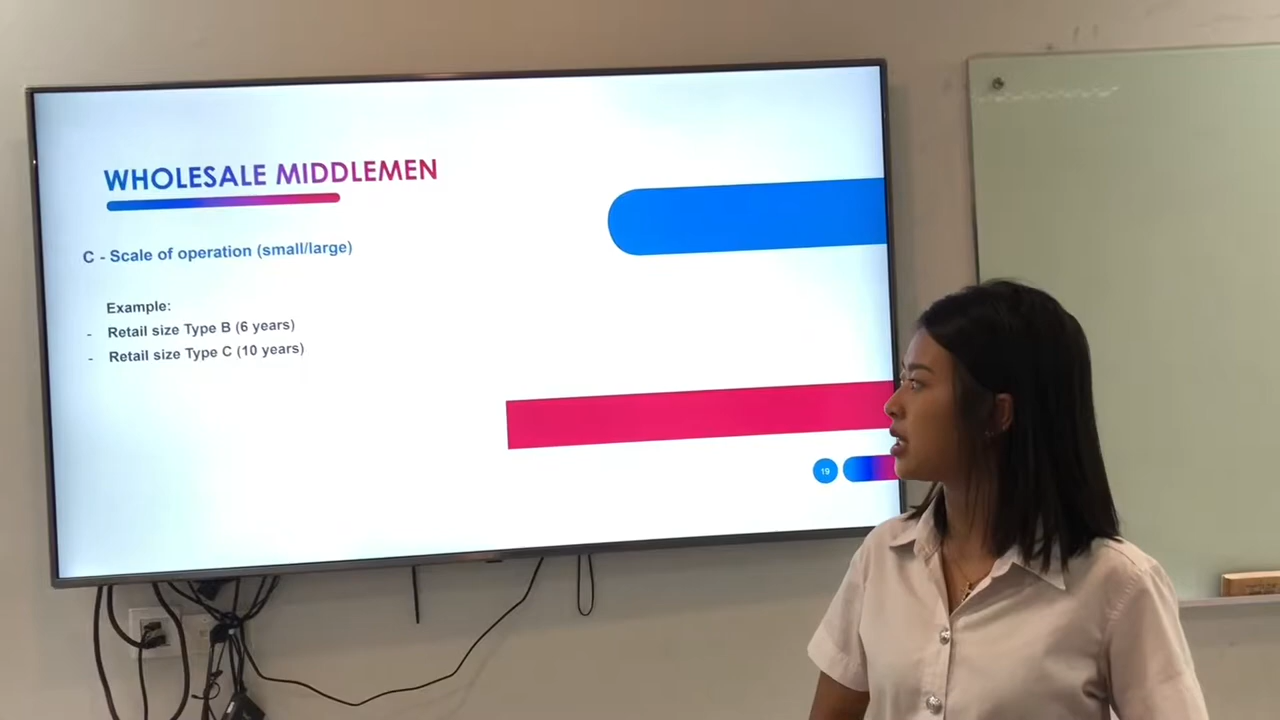 WHOLESALE MIDDLEMEN
C - Scale of operation (small/large)
Example:
- Retail size Type B (6 years)
- Retail size Type C (10 years)
19